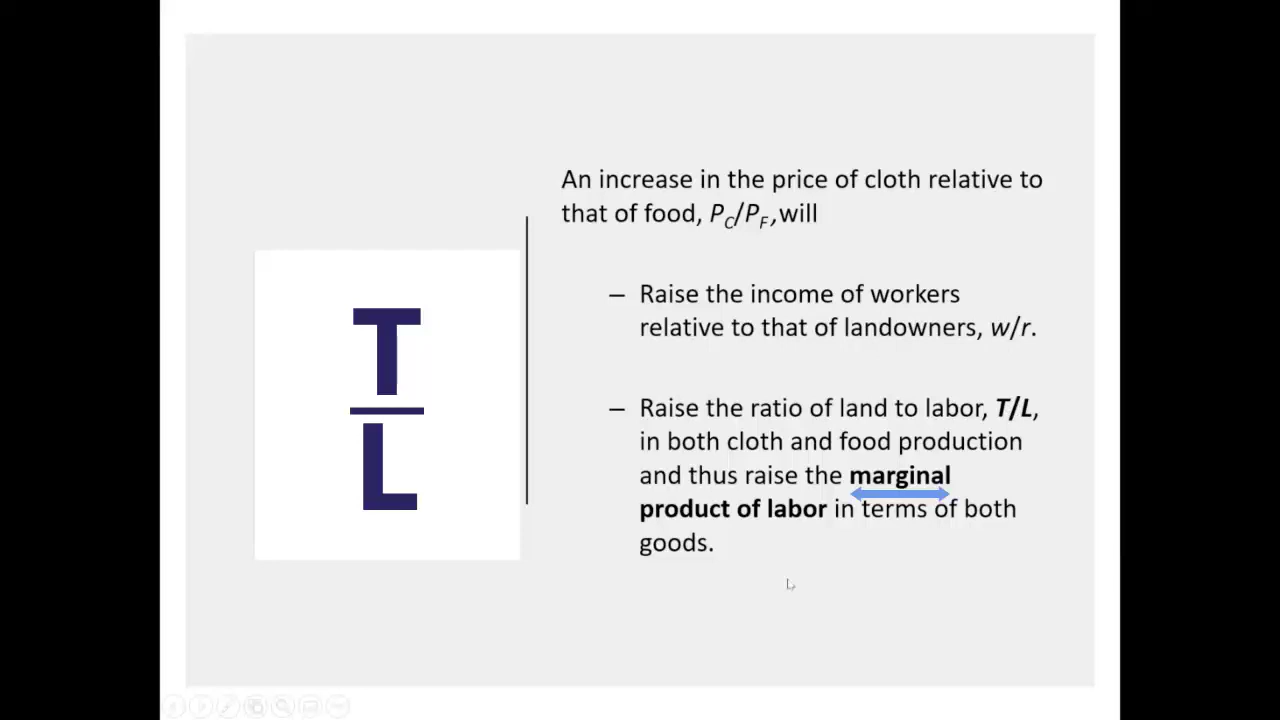 T
L
An increase in the price of cloth relative to
that of food, PC/PF, will
– Raise the income of workers
relative to that of landowners, w/r.
– Raise the ratio of land to labor, T/L,
in both cloth and food production
and thus raise the marginal
product of labor in terms of both
goods.